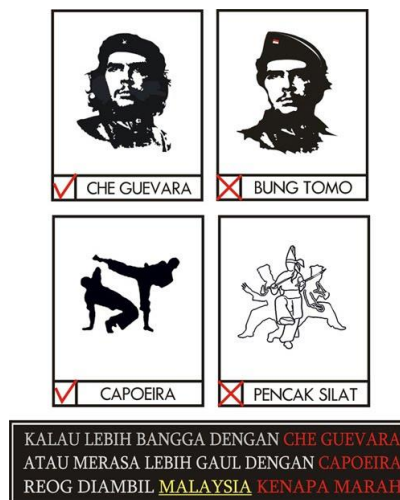 CHE GUEVARA
BUNG TOMO
CAPOEIRA
PENCAK SILAT
KALAU LEBIH BANGGA DENGAN CHE GUEVARA
ATAU MERASA LEBIH GAUL DENGAN CAPOEIRA
REOG DIAMBIL MALAYSIA KENAPA MARAH